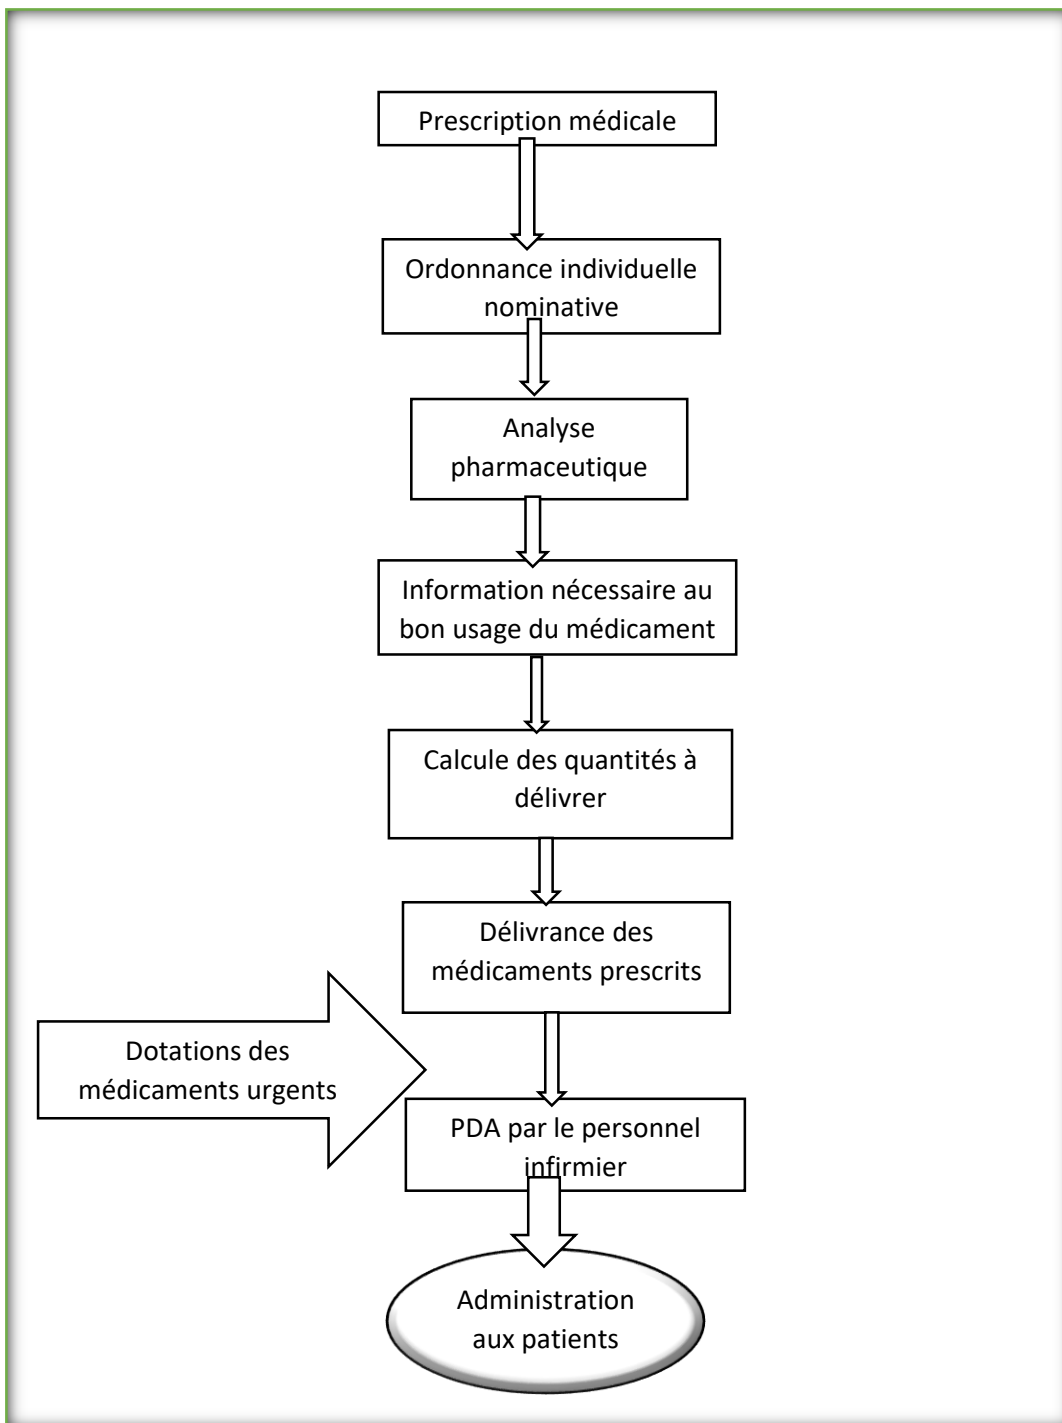 Prescription médicale
Ordonnance individuelle
nominative
Analyse
pharmaceutique
Information nécessaire au
bon usage du médicament
Calcule des quantités à
délivrer
Délivrance des
médicaments prescrits
Dotations des
médicaments urgents
PDA par le personnel
infirmier
Administration
aux patients